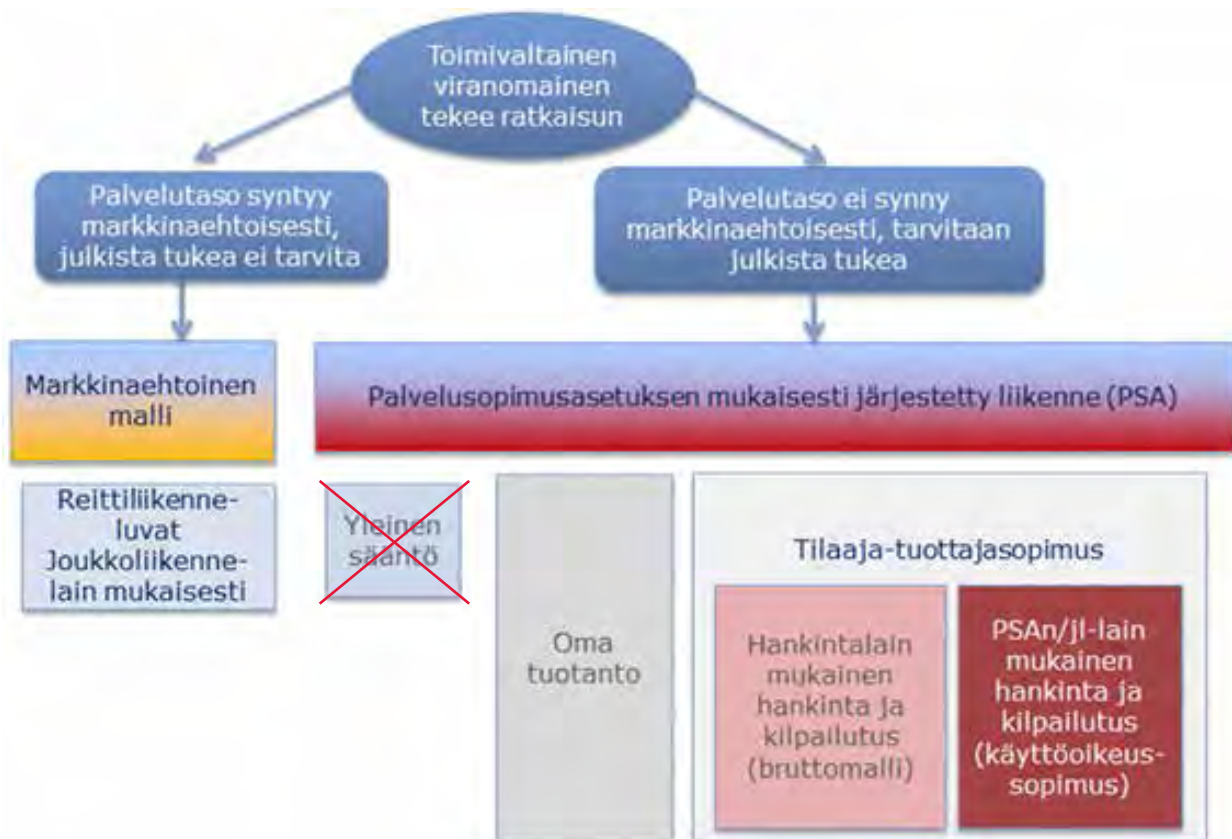 Toimivaltainen
viranomainen
tekee ratkaisun
Palvelutaso syntyy
markkinaehtoisesti,
julkista tukea ei tarvita
Palvelutaso ei synny
markkinaehtoisesti, tarvitaan
julkista tukea
Markkinaehtoinen
malli
Palvelusopimusasetuksen mukaisesti järjestetty liikenne (PSA)
Reittiliikenne-
luvat
Joukkoliikenne-
lain mukaisesti
Yleinen
sääntö
Oma
tuotanto
Tilaaja-tuottajasopimus
Hankintalain
mukainen
hankinta ja
kilpailutus
(bruttomalli)
PSAn/jl-lain
mukainen
hankinta ja
kilpailutus
(käyttöoikeus-
sopimus)